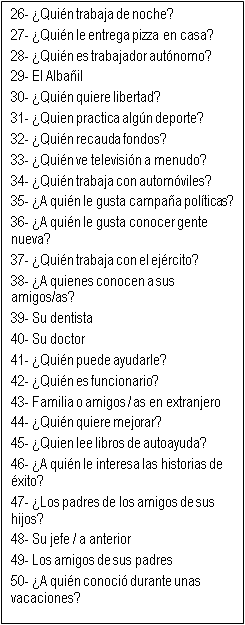 26- ¿Quién trabaja de noche?
27- ¿Quién le entrega pizza en casa?
28- ¿Quién es trabajador autónomo?
29- El Albañil
30- ¿Quién quiere libertad?
31- ¿Quien practica algún deporte?
32- ¿Quién recauda fondos?
33- ¿Quién ve televisión a menudo?
34- ¿Quién trabaja con automóviles?
35- ¿A quién le gusta campaña políticas?
36- ¿A quién le gusta conocer gente
nueva?
37- ¿Quién trabaja con el ejército?
38- ¿A quienes conocen a sus
amigos/as?
39- Su dentista
40- Su doctor
41- ¿Quién puede ayudarle?
42- ¿Quién es funcionario?
43- Familia o amigos / as en extranjero
44- ¿Quién quiere mejorar?
45- ¿Quien lee libros de autoayuda?
46- ¿A quién le interesa las historias de
éxito?
47- ¿Los padres de los amigos de sus
hijos?
48- Su jefe / a anterior
49- Los amigos de sus padres
50- ¿A quién conoció durante unas
vacaciones?